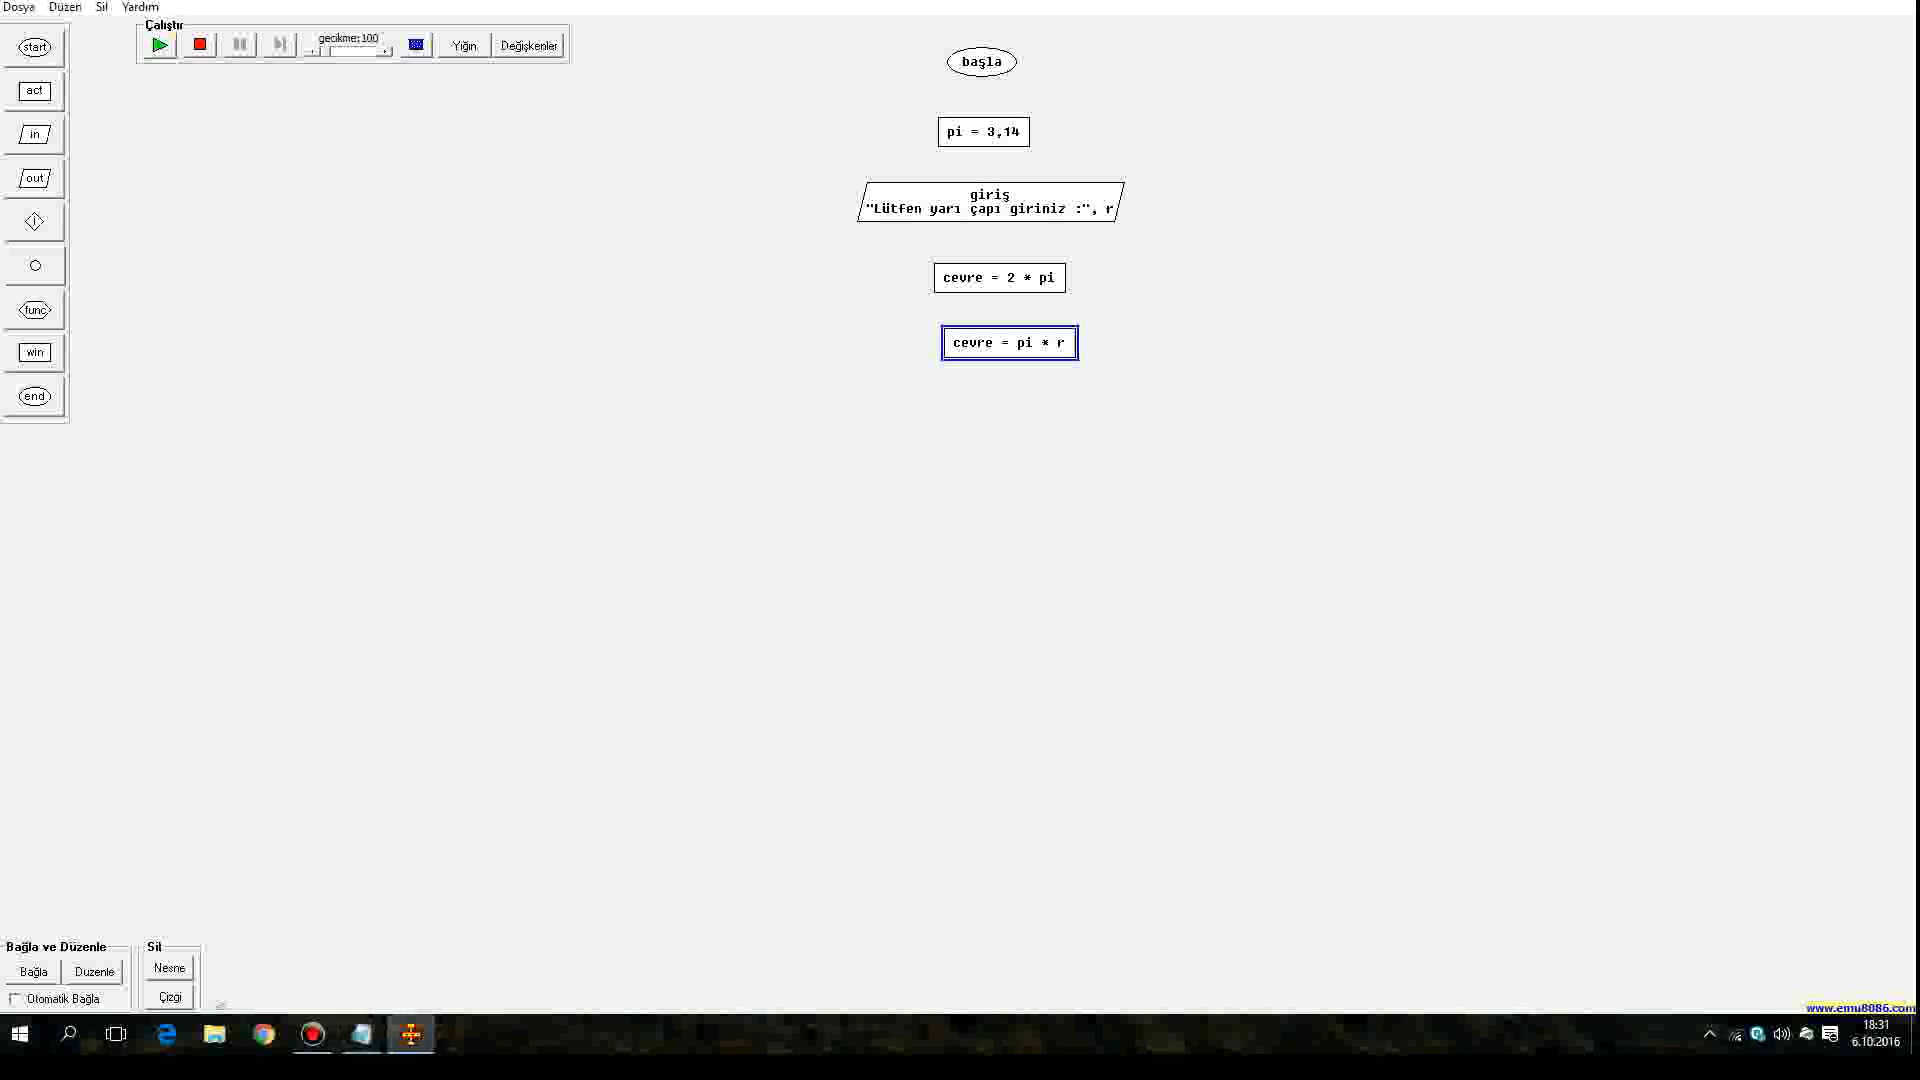 Dosya Düzen Sil Yardım
Çalıştır
gecikme: 100
Yığın
Değişkenler
start
act
in
out
i
func
win
end
başla
pi = 3,14
giriş
"Lütfen yarı çapı giriniz :", r
cevre = 2 * pi
cevre = pi * r
Bağla ve Düzenle
Bağla
Duzenle
Otomatik Bağla
Sil
Nesne
Çizgi
www.emu8086.com
18:31
6.10.2016